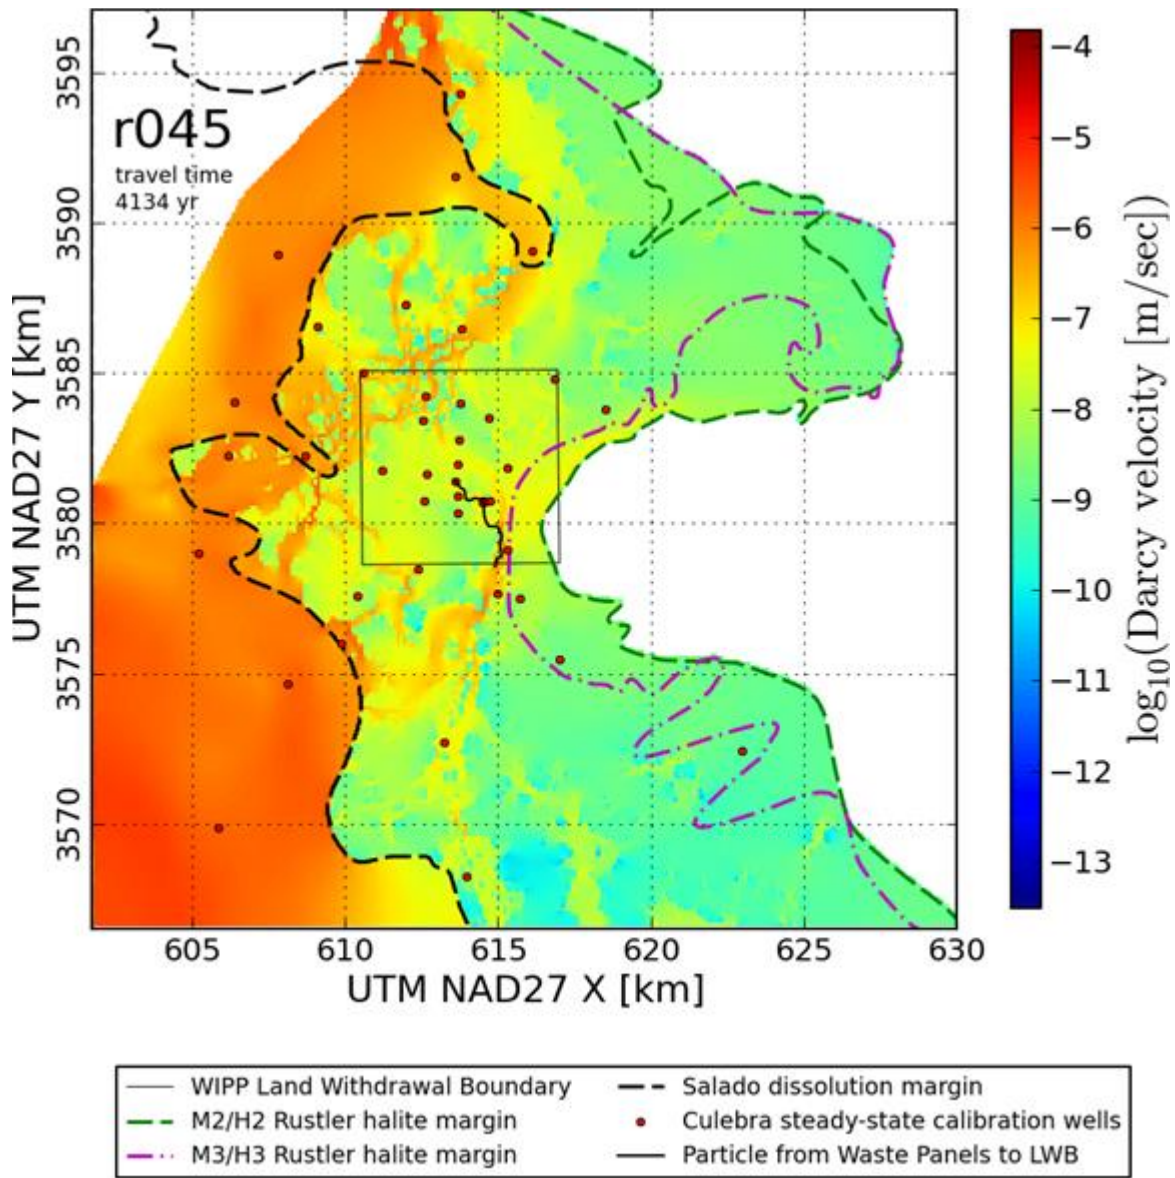 r045
travel time
4134 yr
3595
3590
3585
3580
3575
3570
UTM NAD27 Y [km]
605 610 615 620 625 630
UTM NAD27 X [km]
−4
−5
−6
−7
−8
−9
−10
−11
−12
−13
log10(Darcy velocity [m/sec])
WIPP Land Withdrawal Boundary
M2/H2 Rustler halite margin
M3/H3 Rustler halite margin
Salado dissolution margin
Culebra steady-state calibration wells
Particle from Waste Panels to LWB